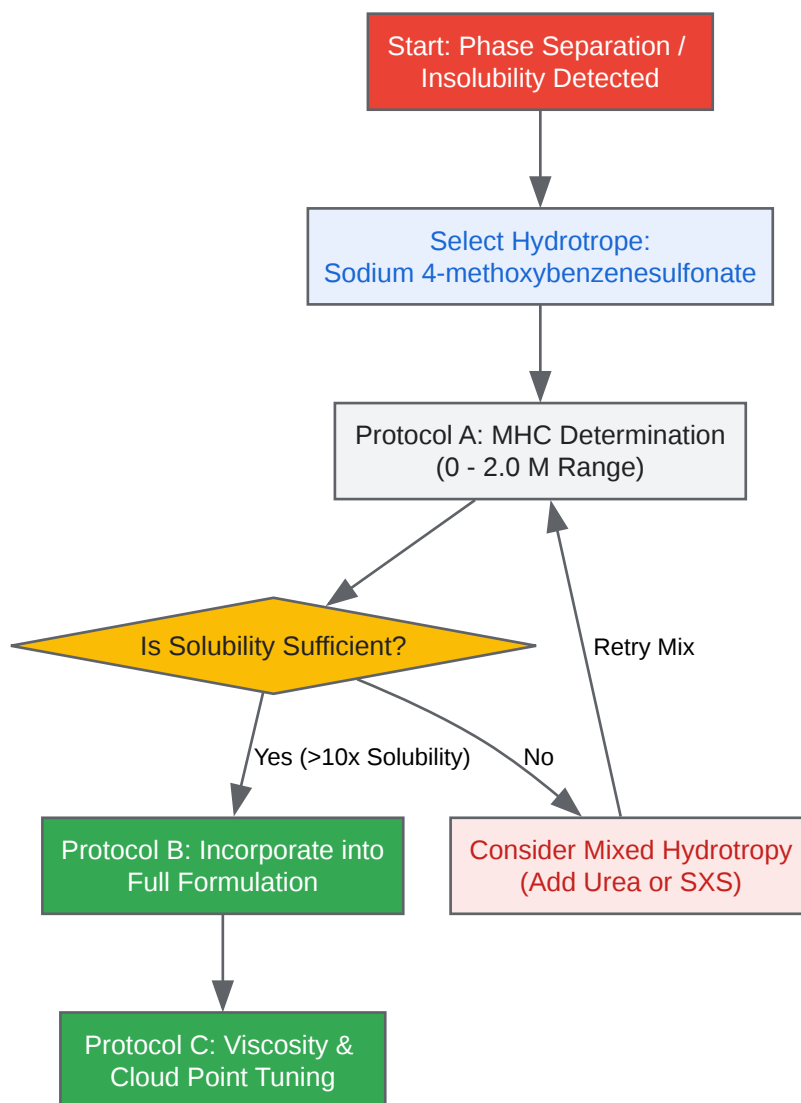 Start: Phase Separation /
Insolubility Detected
Select Hydrotrope:
Sodium 4-methoxybenzenesulfonate
Protocol A: MHC Determination
(0 - 2.0 M Range)
Is Solubility Sufficient?
Retry Mix
Yes (>10x Solubility)
No
Protocol B: Incorporate into
Full Formulation
Consider Mixed Hydrotropy
(Add Urea or SXS)
Protocol C: Viscosity &
Cloud Point Tuning